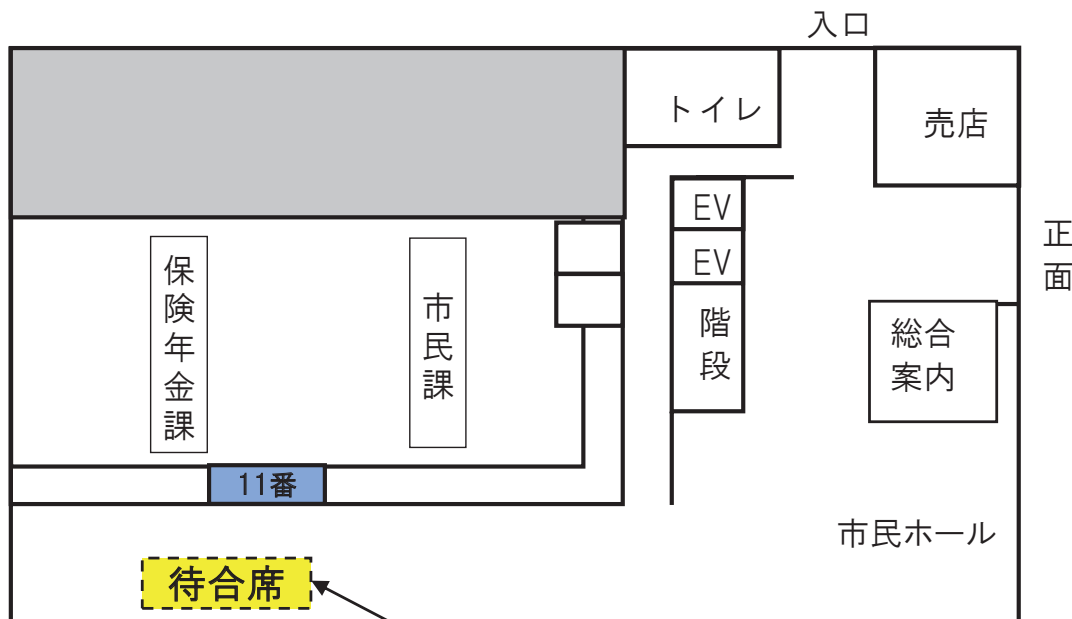 入口
トイレ
売店
EV
EV
階段
正面
総合
案内
保険年金課
市民課
11番
市民ホール
待合席